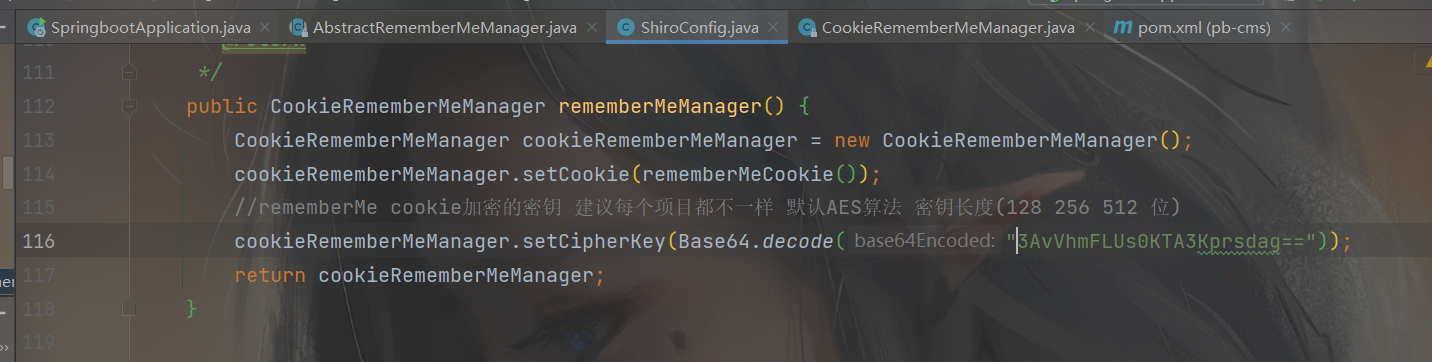 SpringbootApplication.java AbstractRememberMeManager.java ShiroConfig.java CookieRememberMeManager.java pom.xml (pb-cms)
111 */
112 public CookieRememberMeManager rememberMeManager() {
113 CookieRememberMeManager cookieRememberMeManager = new CookieRememberMeManager();
114 cookieRememberMeManager.setCookie(rememberMeCookie());
115 //rememberMe cookie加密的密钥 建议每个项目都不一样 默认AES算法 密钥长度(128 256 512 位)
116 cookieRememberMeManager.setCipherKey(Base64.decode( base64Encoded: "3AvVhmFLUs0KTA3Kprsdag=="));
117 return cookieRememberMeManager;
118 }
119